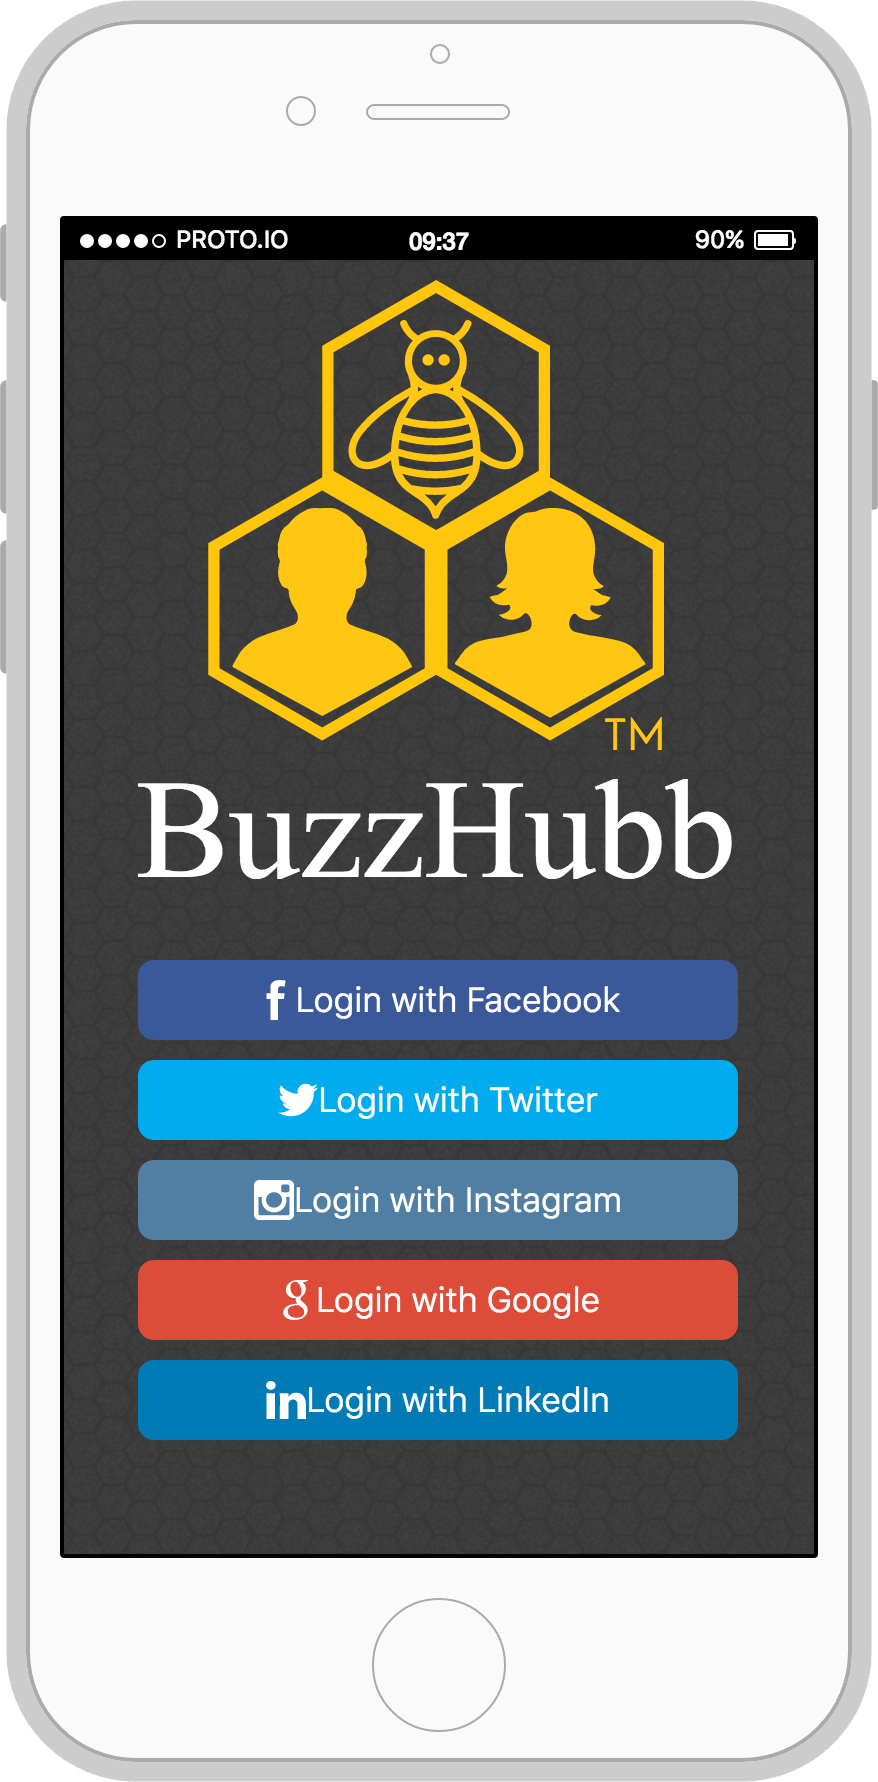 PROTO.IO 09:37 90%
TM
BuzzHubb
f Login with Facebook
Login with Twitter
Login with Instagram
g Login with Google
in Login with LinkedIn